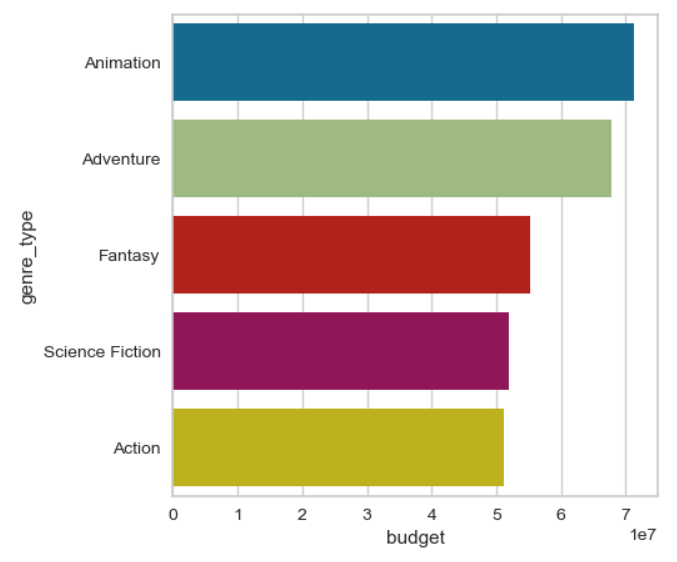 Animation
Adventure
Fantasy
Science Fiction
Action
genre_type
0 1 2 3 4 5 6 7
1e7
budget